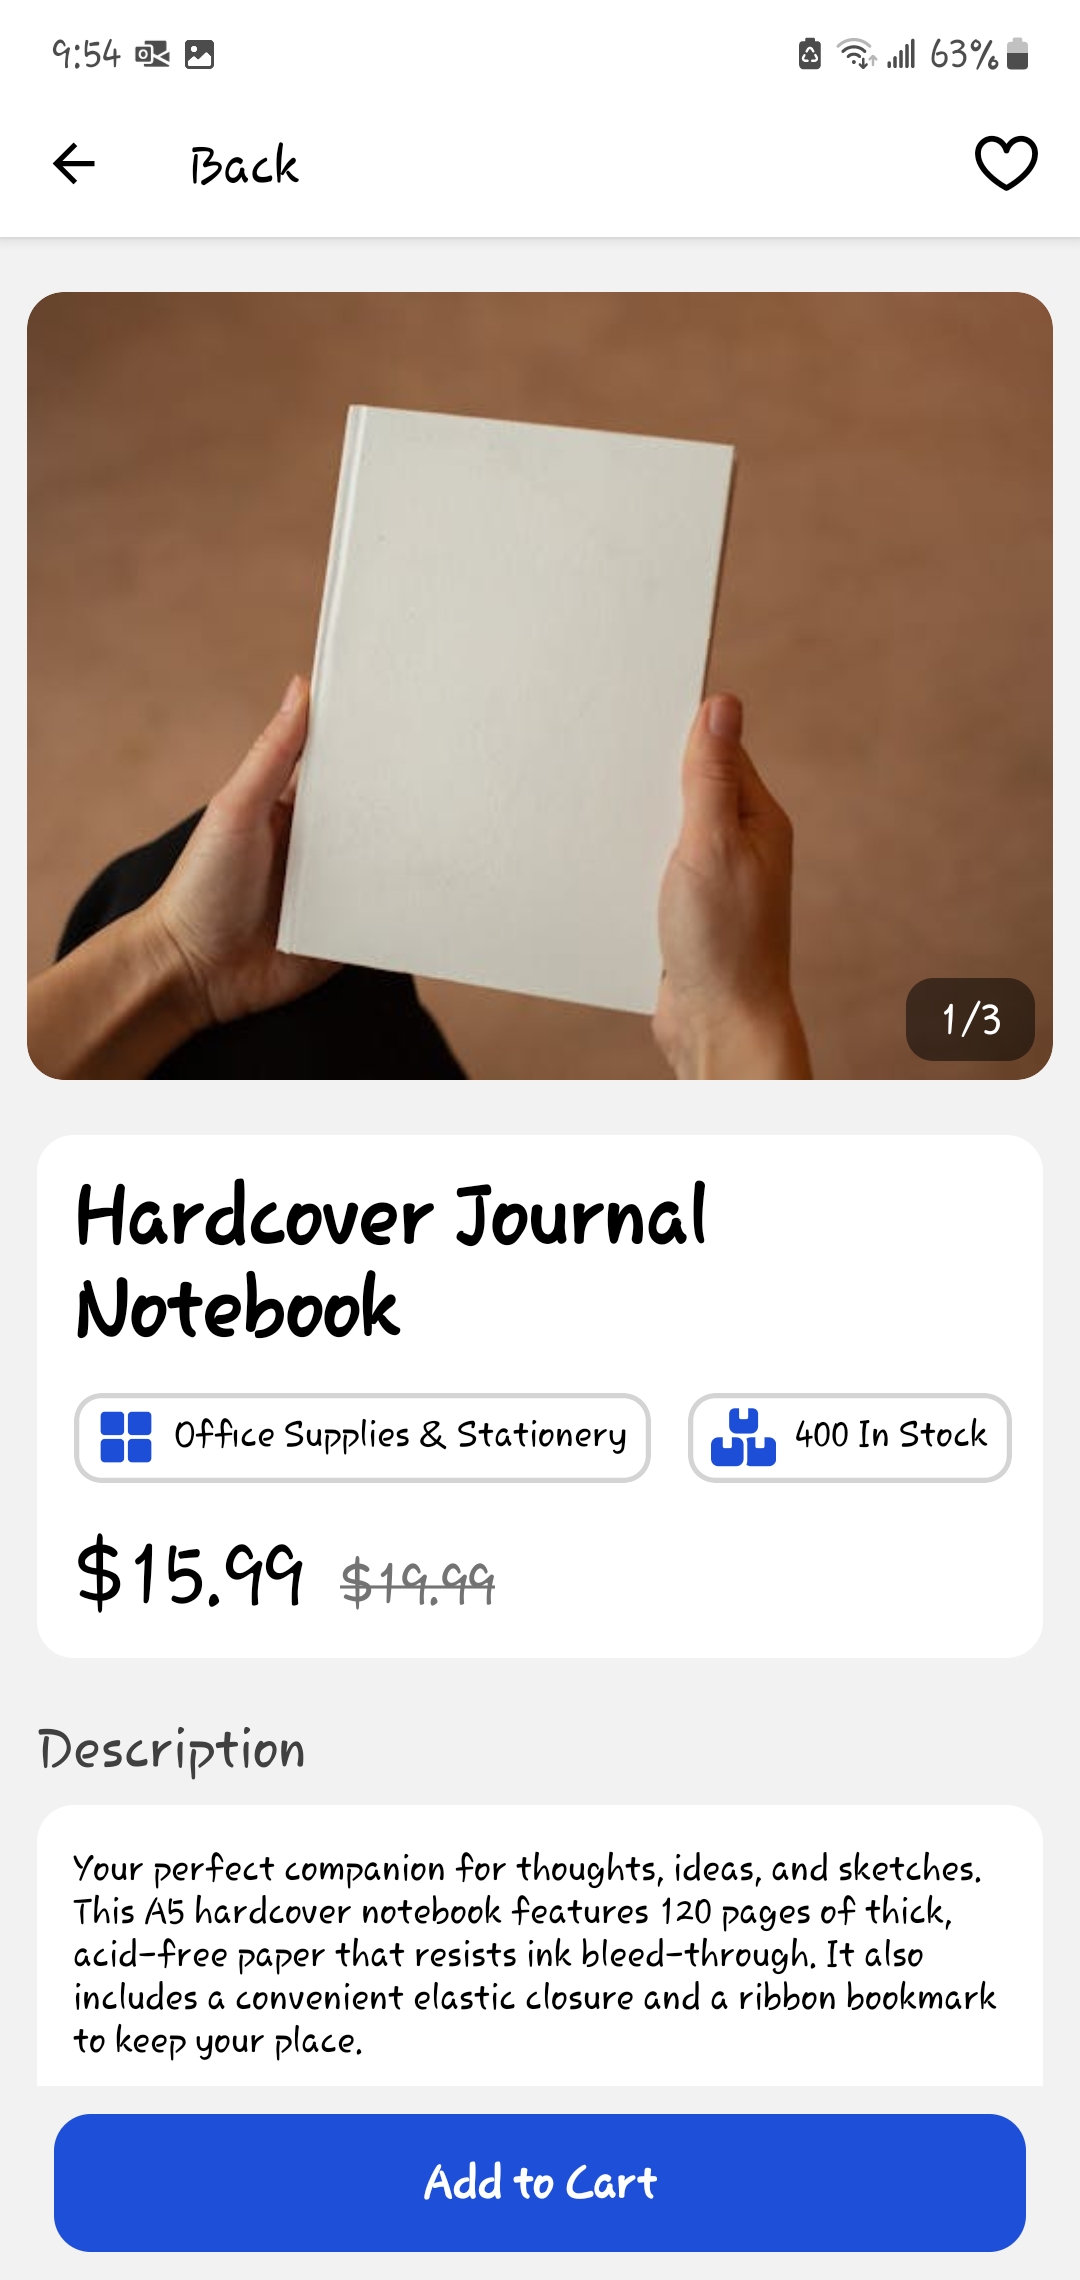 9:54 63%
Back
1/3
Hardcover Journal
Notebook
Office Supplies & Stationery 400 In Stock
$15.99 $19.99
Description
Your perfect companion for thoughts, ideas, and sketches.
This A5 hardcover notebook features 120 pages of thick,
acid-free paper that resists ink bleed-through. It also
includes a convenient elastic closure and a ribbon bookmark
to keep your place.
Add to Cart